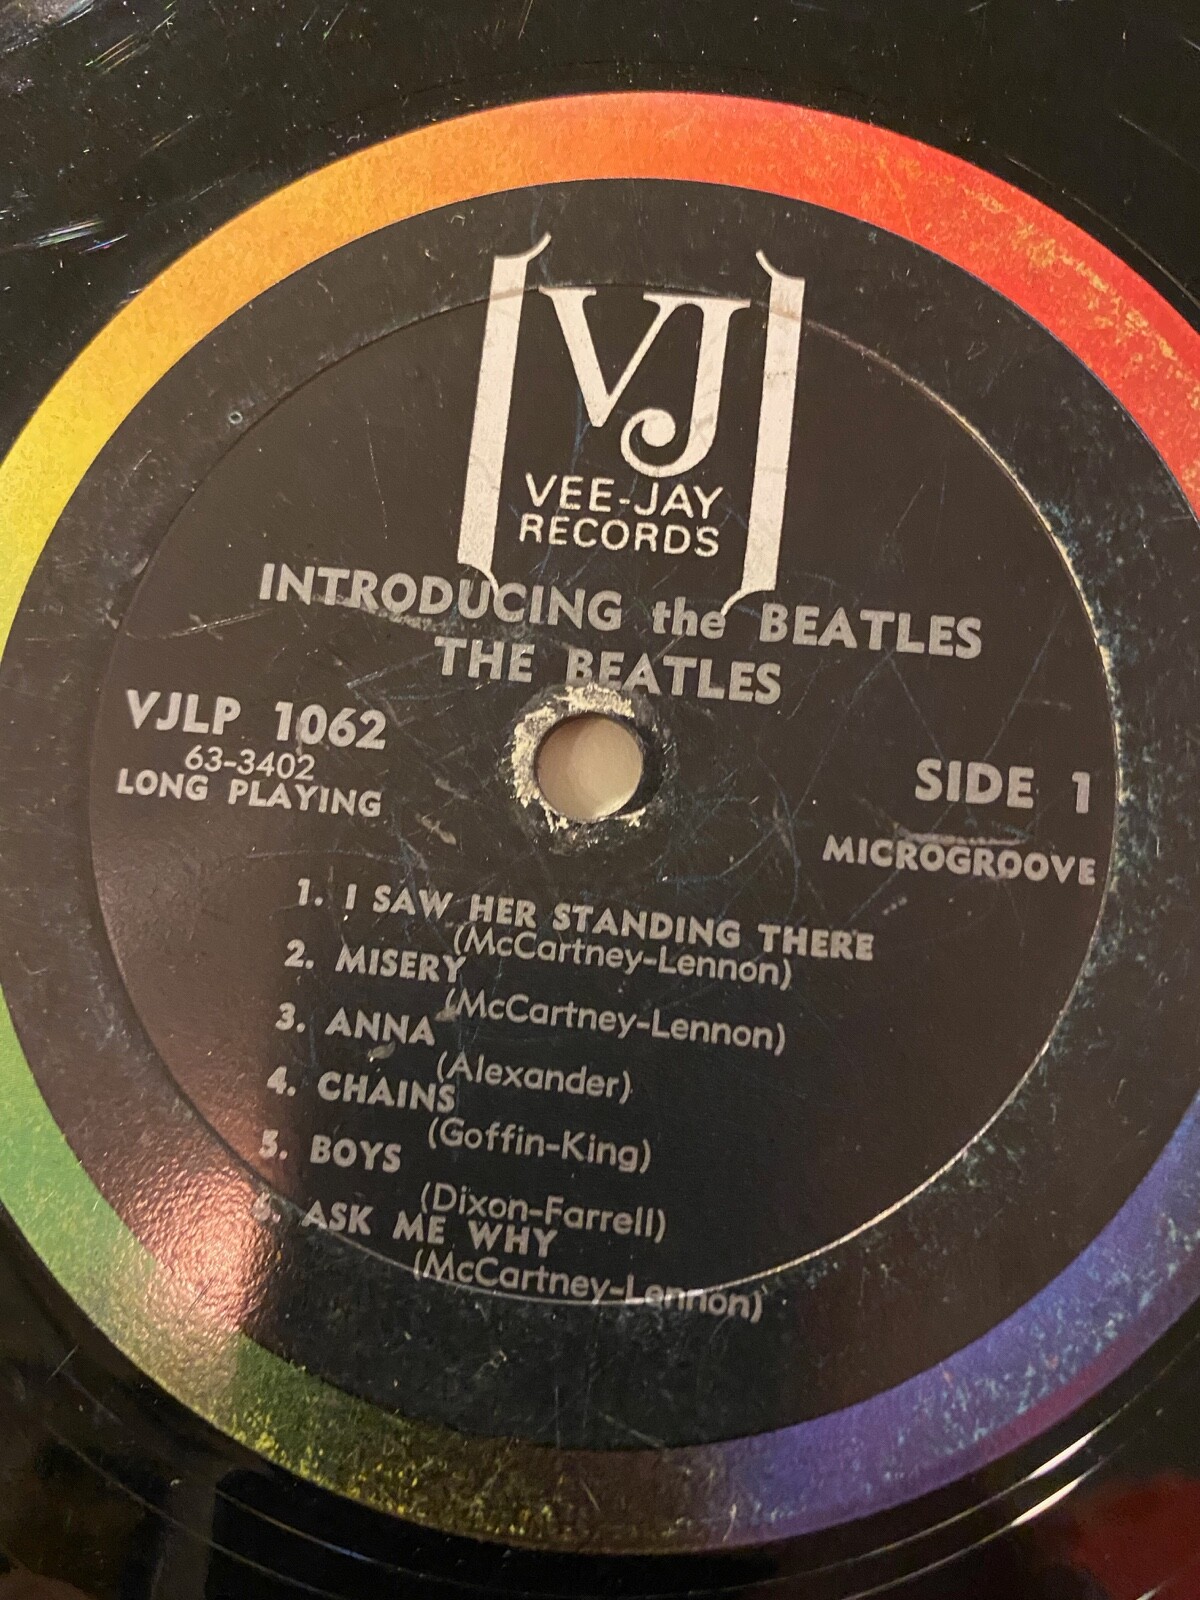 VJ
VEE-JAY
RECORDS
INTRODUCING the BEATLES
THE BEATLES
VJLP 1062
63-3402
LONG PLAYING
SIDE 1
MICROGROOVE
1. I SAW HER STANDING THERE
(McCartney-Lennon)
2. MISERY
(McCartney-Lennon)
3. ANNA
(Alexander)
4. CHAINS
(Goffin-King)
5. BOYS
(Dixon-Farrell)
6. ASK ME WHY
(McCartney-Lennon)